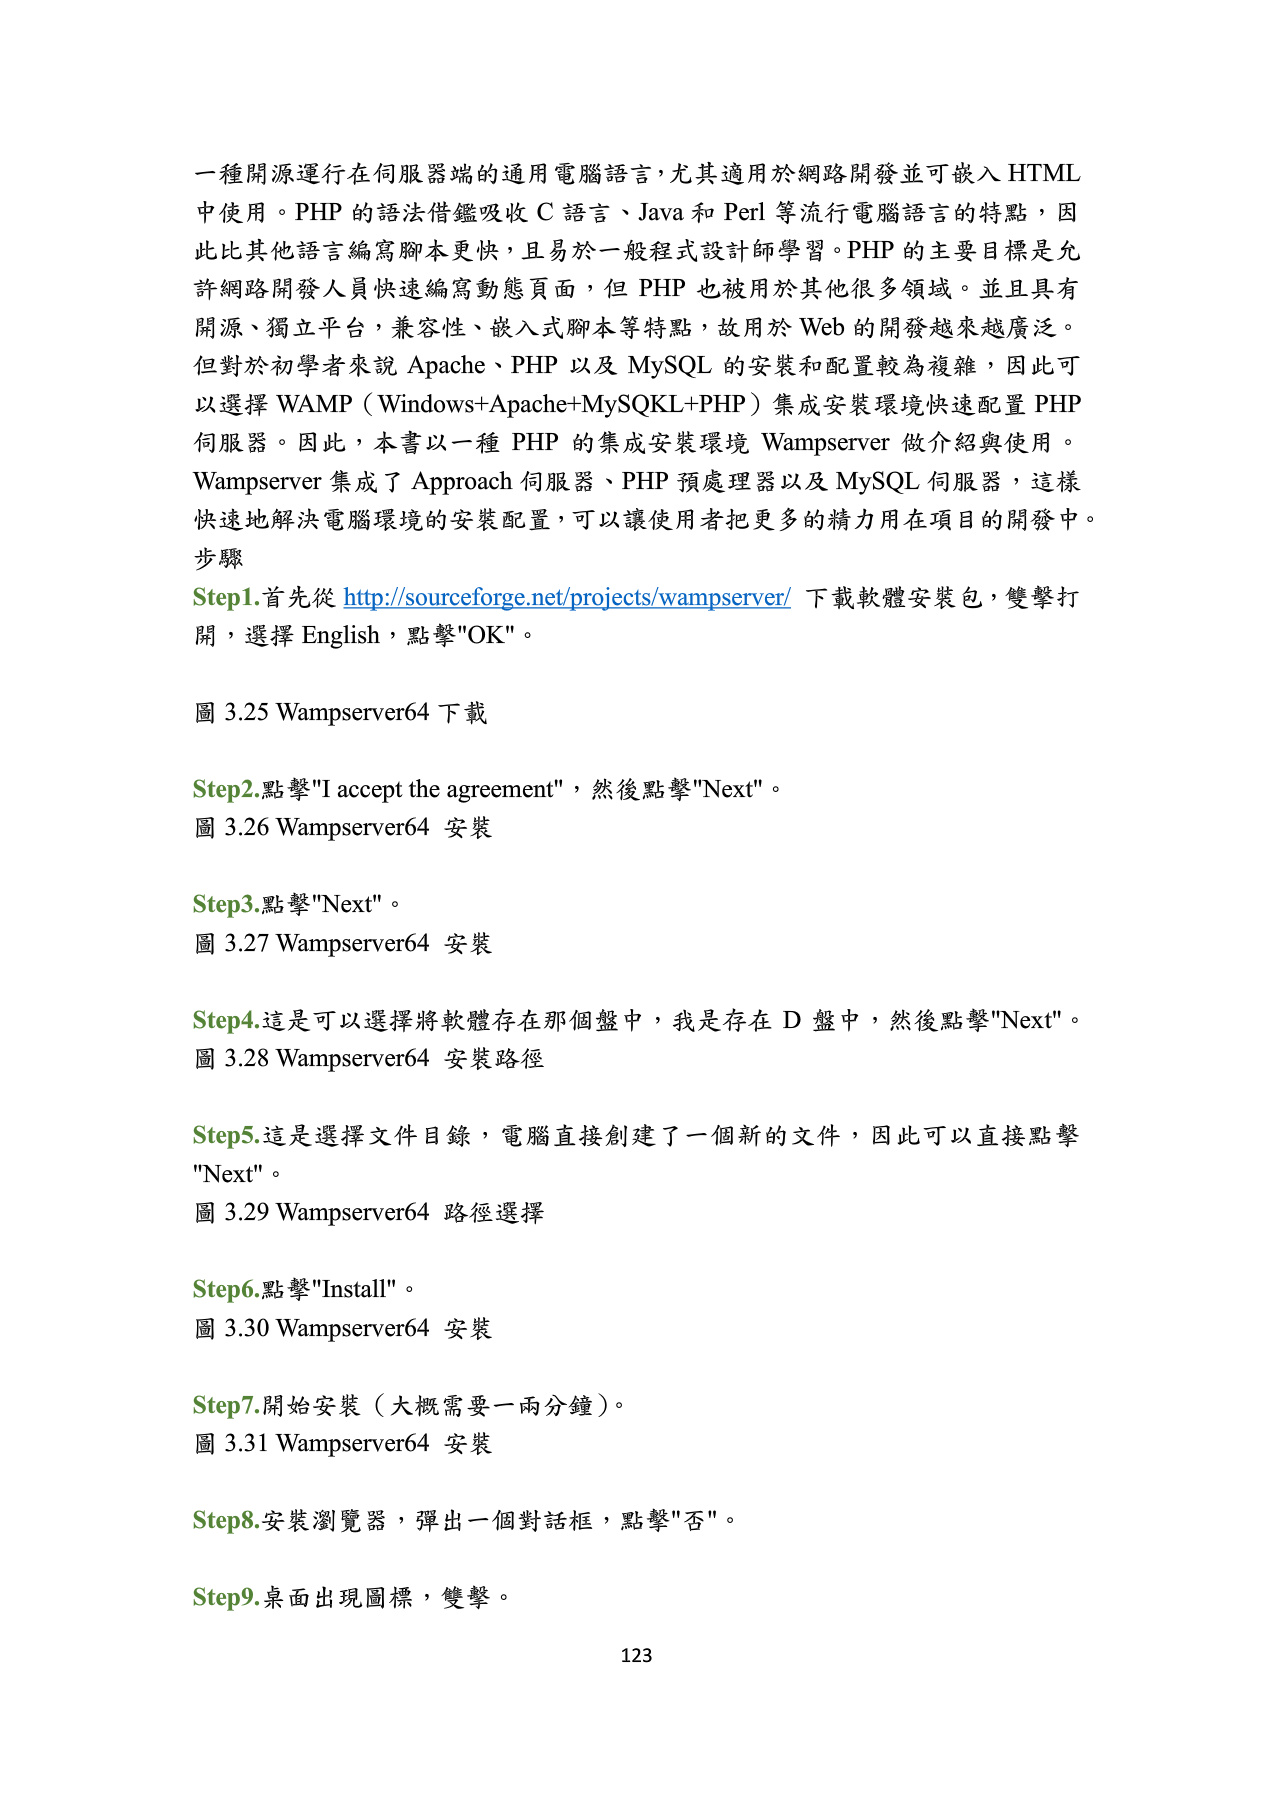 一種開源運行在伺服器端的通用電腦語言，尤其適用於網路開發並可嵌入 HTML
中使用。PHP 的語法借鑑吸收 C 語言、Java 和 Perl 等流行電腦語言的特點，因
此比其他語言編寫腳本更快，且易於一般程式設計師學習。PHP 的主要目標是允
許網路開發人員快速編寫動態頁面，但 PHP 也被用於其他很多領域。並且具有
開源、獨立平台，兼容性、嵌入式腳本等特點，故用於 Web 的開發越來越廣泛。
但對於初學者來說 Apache、PHP 以及 MySQL 的安裝和配置較為複雜，因此可
以選擇 WAMP（Windows+Apache+MySQKL+PHP）集成安裝環境快速配置 PHP
伺服器。因此，本書以一種 PHP 的集成安裝環境 Wampserver 做介紹與使用。
Wampserver 集成了 Approach 伺服器、PHP 預處理器以及 MySQL 伺服器，這樣
快速地解決電腦環境的安裝配置，可以讓使用者把更多的精力用在項目的開發中。
步驟
Step1.首先從 http://sourceforge.net/projects/wampserver/ 下載軟體安裝包，雙擊打
開，選擇 English，點擊"OK"。
圖 3.25 Wampserver64 下載
Step2.點擊"I accept the agreement"，然後點擊"Next"。
圖 3.26 Wampserver64 安裝
Step3.點擊"Next"。
圖 3.27 Wampserver64 安裝
Step4.這是可以選擇將軟體存在那個盤中，我是存在 D 盤中，然後點擊"Next"。
圖 3.28 Wampserver64 安裝路徑
Step5.這是選擇文件目錄，電腦直接創建了一個新的文件，因此可以直接點擊
"Next"。
圖 3.29 Wampserver64 路徑選擇
Step6.點擊"Install"。
圖 3.30 Wampserver64 安裝
Step7.開始安裝（大概需要一兩分鐘）。
圖 3.31 Wampserver64 安裝
Step8.安裝瀏覽器，彈出一個對話框，點擊"否"。
Step9.桌面出現圖標，雙擊。
123